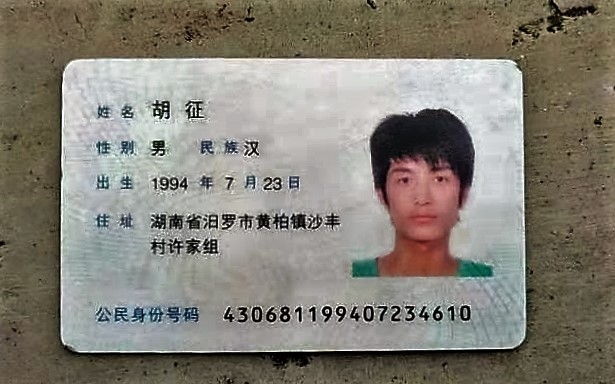 姓名 胡征
性别 男 民族 汉
出生 1994 年 7 月 23 日
住址 湖南省汨罗市黄柏镇沙丰
村许家组
公民身份号码 430681199407234610